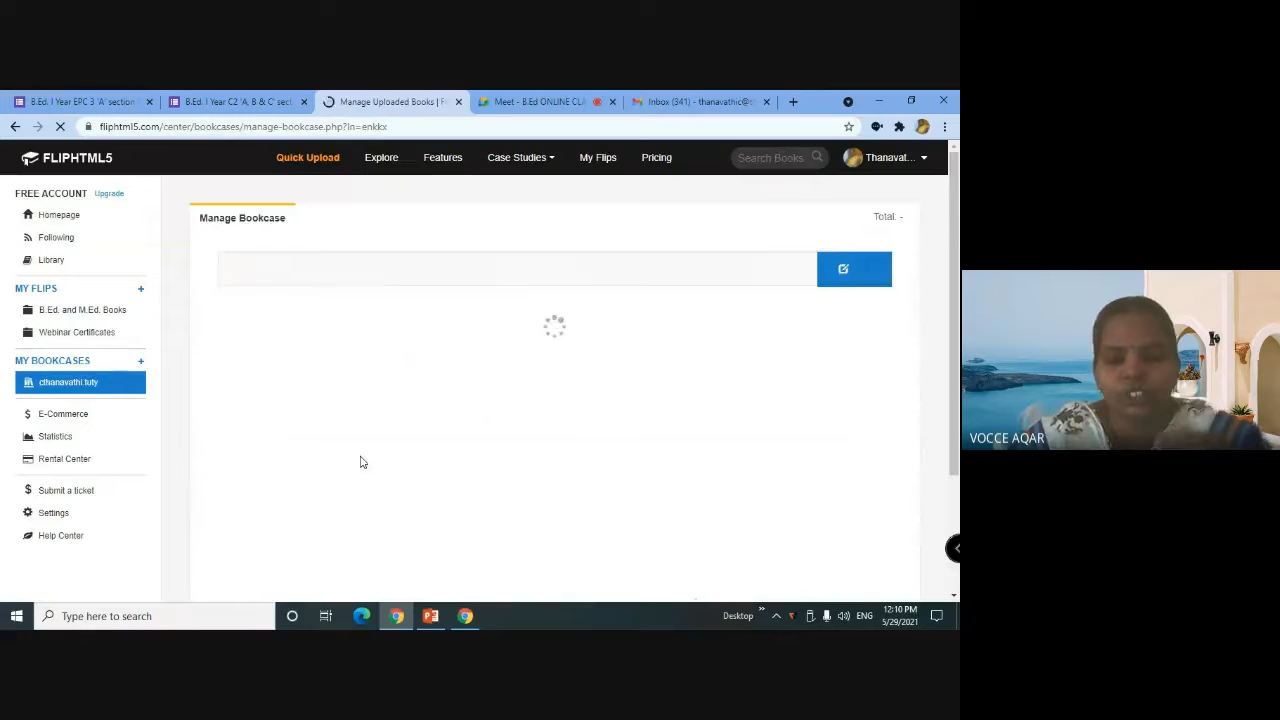 B.Ed. I Year EPC 3 'A' section
B.Ed. I Year C2 'A, B & C' sec
Manage Uploaded Books | F
Meet - B.Ed ONLINE CLA
Inbox (341) - thanavathic@t
fliphtml5.com/center/bookcases/manage-bookcase.php?ln=enkkx
FLIPHTML5
Quick Upload
Explore
Features
Case Studies
My Flips
Pricing
Search Books
Thanavat...
FREE ACCOUNT Upgrade
Homepage
Following
Library
MY FLIPS +
B.Ed. and M.Ed. Books
Webinar Certificates
MY BOOKCASES +
cthanavathi.tuty
E-Commerce
Statistics
Rental Center
Submit a ticket
Settings
Help Center
Manage Bookcase
Total: -
VOCCE AQAR
Type here to search
Desktop
ENG
12:10 PM
5/29/2021